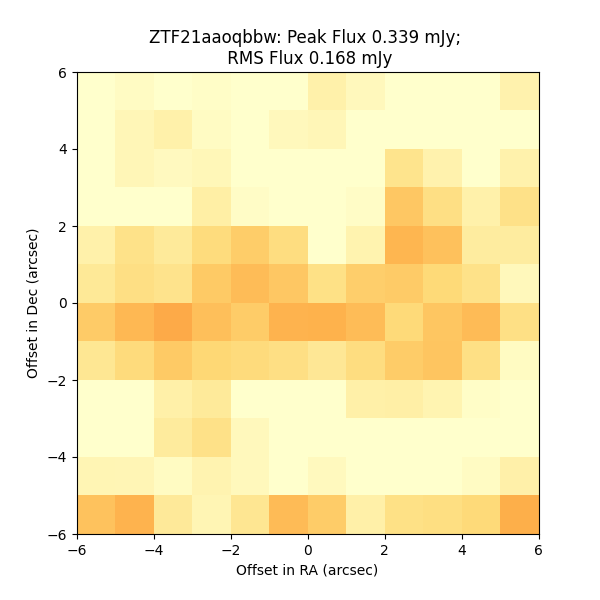 ZTF21aaoqbbw: Peak Flux 0.339 mJy;
RMS Flux 0.168 mJy
6
4
2
0
−2
−4
−6
Offset in Dec (arcsec)
−6 −4 −2 0 2 4 6
Offset in RA (arcsec)